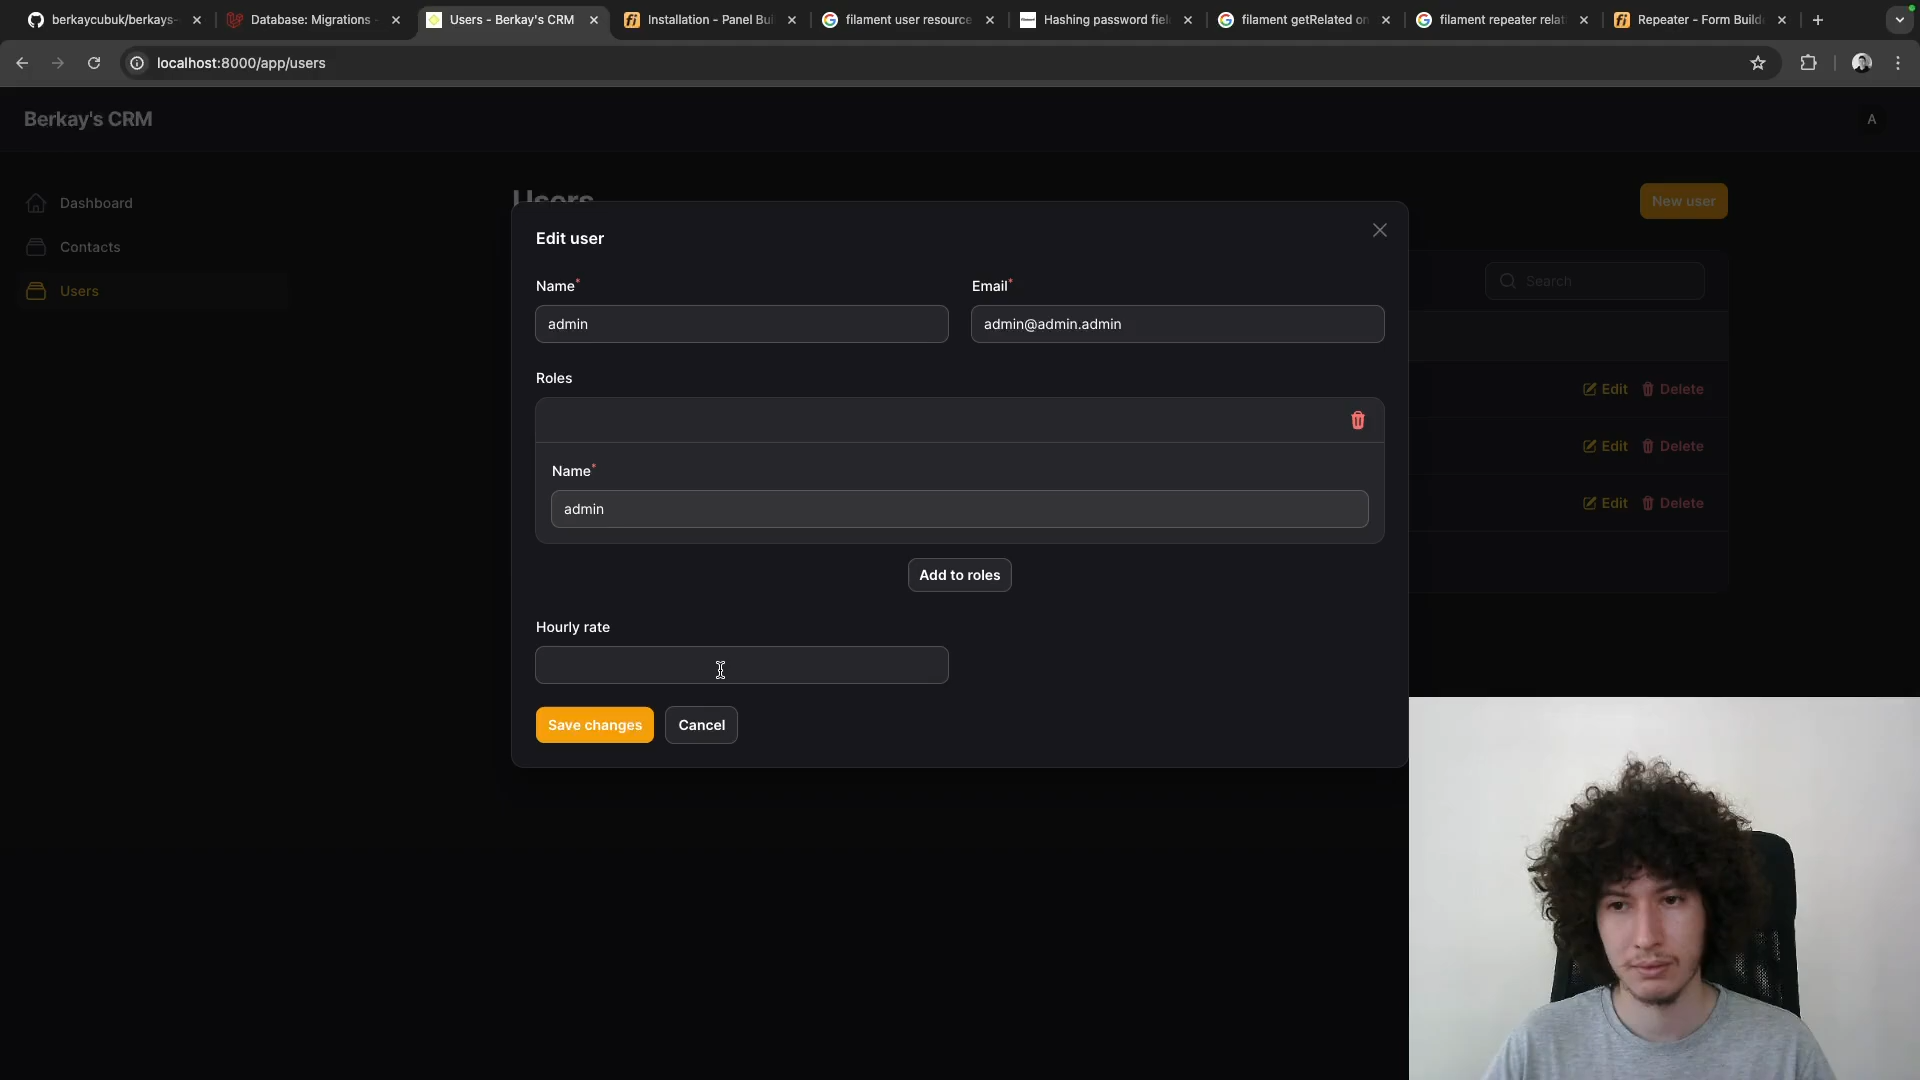 berkaycubuk/berkays-
Database: Migrations -
Users - Berkay's CRM
Installation - Panel Bui
filament user resource
Hashing password fiel
filament getRelated on
filament repeater relat
Repeater - Form Builde
localhost:8000/app/users
Berkay's CRM
A
Dashboard
Contacts
Users
Users
New user
Search
Edit Delete
Edit Delete
Edit Delete
Edit user
Name*
Email*
admin
admin@admin.admin
Roles
Name*
admin
Add to roles
Hourly rate
Save changes
Cancel